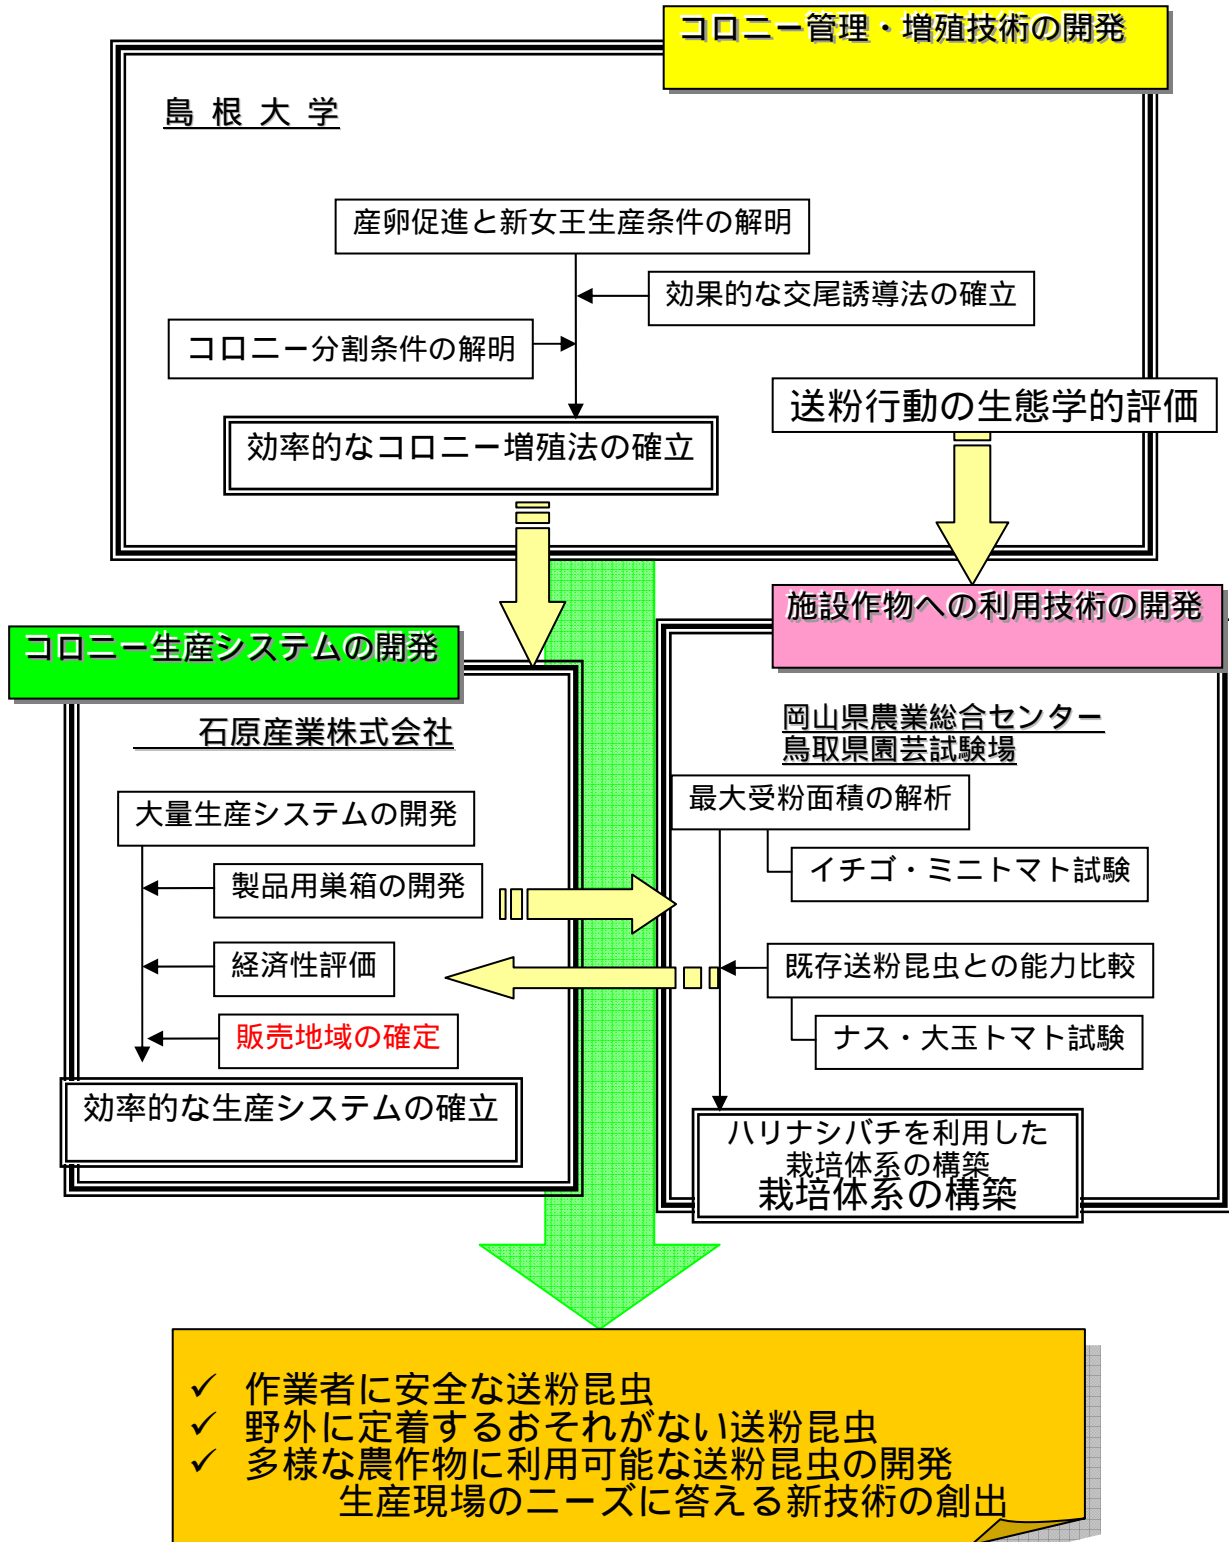 コロニー管理・増殖技術の開発
島 根 大 学
産卵促進と新女王生産条件の解明
効果的な交尾誘導法の確立
コロニー分割条件の解明
送粉行動の生態学的評価
効率的なコロニー増殖法の確立
コロニー生産システムの開発
石原産業株式会社
大量生産システムの開発
製品用巣箱の開発
経済性評価
販売地域の確定
効率的な生産システムの確立
施設作物への利用技術の開発
岡山県農業総合センター
鳥取県園芸試験場
最大受粉面積の解析
イチゴ・ミニトマト試験
既存送粉昆虫との能力比較
ナス・大玉トマト試験
ハリナシバチを利用した
栽培体系の構築
栽培体系の構築
✓ 作業者に安全な送粉昆虫
✓ 野外に定着するおそれがない送粉昆虫
✓ 多様な農作物に利用可能な送粉昆虫の開発
生産現場のニーズに答える新技術の創出